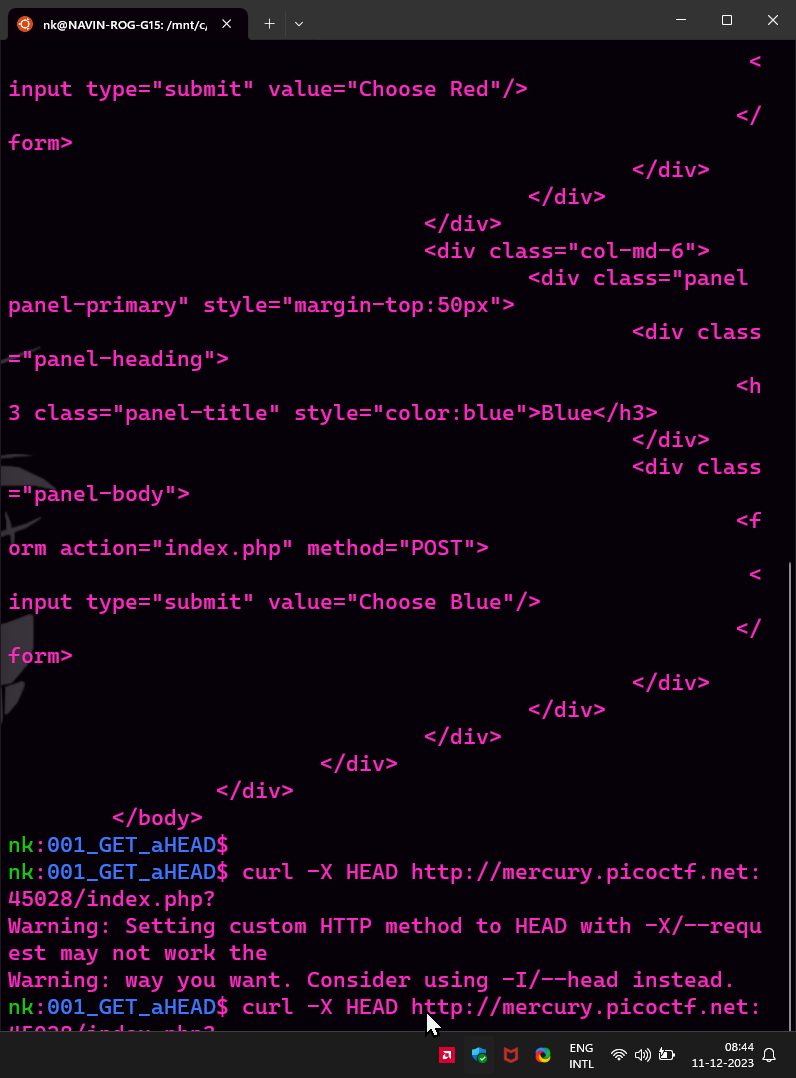 nk@NAVIN-ROG-G15: /mnt/c/
<
input type="submit" value="Choose Red"/>
</
form>
</div>
</div>
</div>
<div class="col-md-6">
<div class="panel
panel-primary" style="margin-top:50px">
<div class
="panel-heading">
<h
3 class="panel-title" style="color:blue">Blue</h3>
</div>
<div class
="panel-body">
<f
orm action="index.php" method="POST">
<
input type="submit" value="Choose Blue"/>
</
form>
</div>
</div>
</div>
</div>
</div>
</body>
nk:001_GET_aHEAD$
nk:001_GET_aHEAD$ curl -X HEAD http://mercury.picoctf.net:
45028/index.php?
Warning: Setting custom HTTP method to HEAD with -X/--requ
est may not work the
Warning: way you want. Consider using -I/--head instead.
nk:001_GET_aHEAD$ curl -X HEAD http://mercury.picoctf.net:
45028/index.php?
ENG
INTL
08:44
11-12-2023